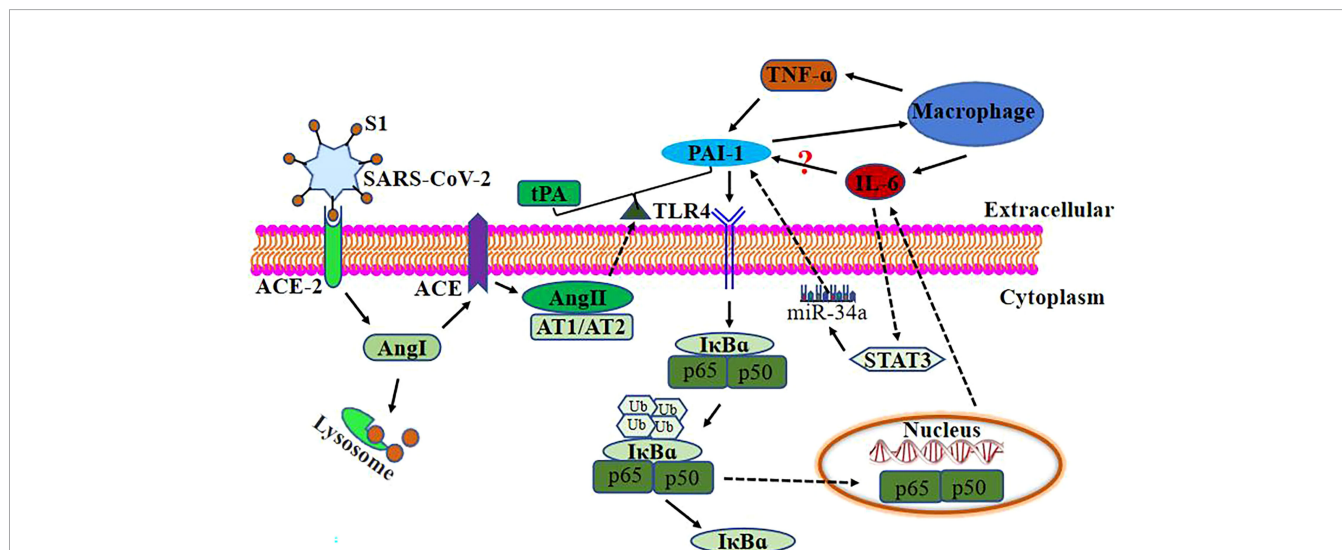 TNF-α
Macrophage
S1
PAI-1
?
SARS-CoV-2
tPA
IL-6
TLR4
Extracellular
ACE-2
ACE
AngII
Cytoplasm
AT1/AT2
miR-34a
AngI
IκBα
STAT3
p65 p50
Ub Ub
Ub Ub
Lysosome
Nucleus
IκBα
p65 p50
p65 p50
IκBα